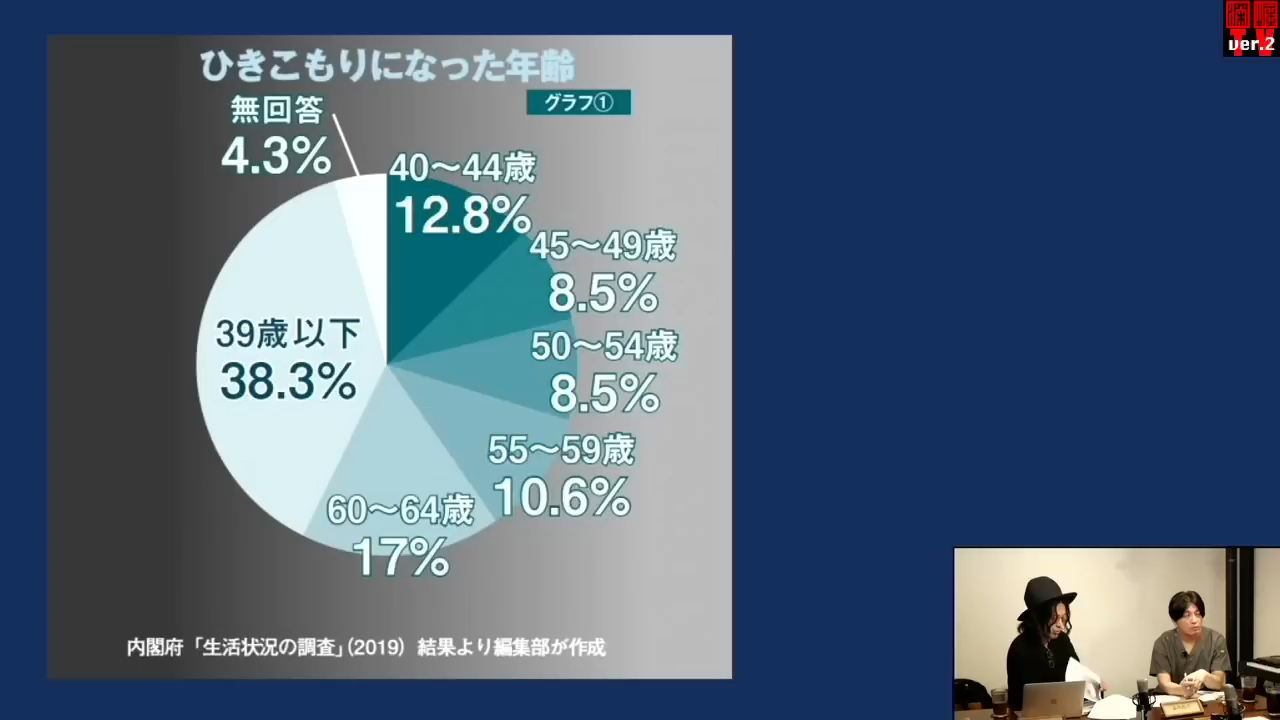 ひきこもりになった年齢
グラフ①
無回答
4.3%
40〜44歳
12.8%
45〜49歳
8.5%
50〜54歳
8.5%
55〜59歳
10.6%
60〜64歳
17%
39歳以下
38.3%
内閣府「生活状況の調査」(2019) 結果より編集部が作成
TV
ver.2